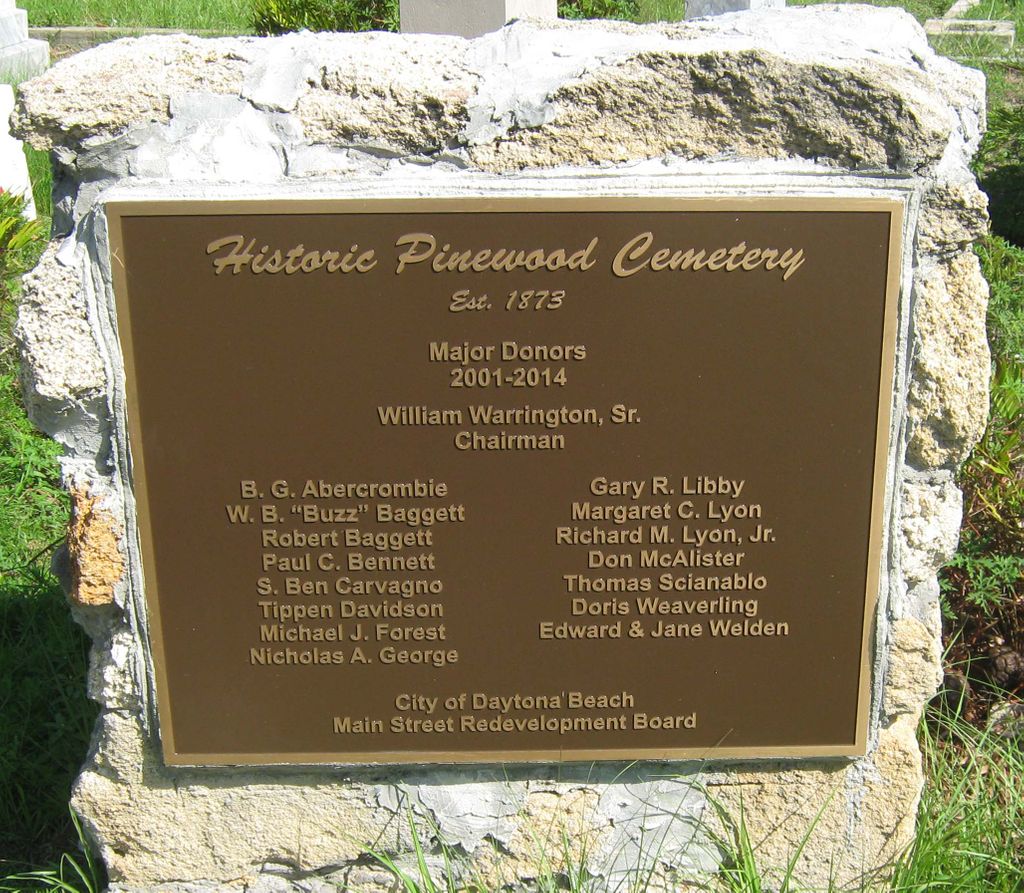 Historic Pinewood Cemetery
Est. 1873
Major Donors
2001-2014
William Warrington, Sr.
Chairman
B. G. Abercrombie
W. B. “Buzz” Baggett
Robert Baggett
Paul C. Bennett
S. Ben Carvagno
Tippen Davidson
Michael J. Forest
Nicholas A. George
Gary R. Libby
Margaret C. Lyon
Richard M. Lyon, Jr.
Don McAlister
Thomas Scianablo
Doris Weaverling
Edward & Jane Welden
City of Daytona Beach
Main Street Redevelopment Board